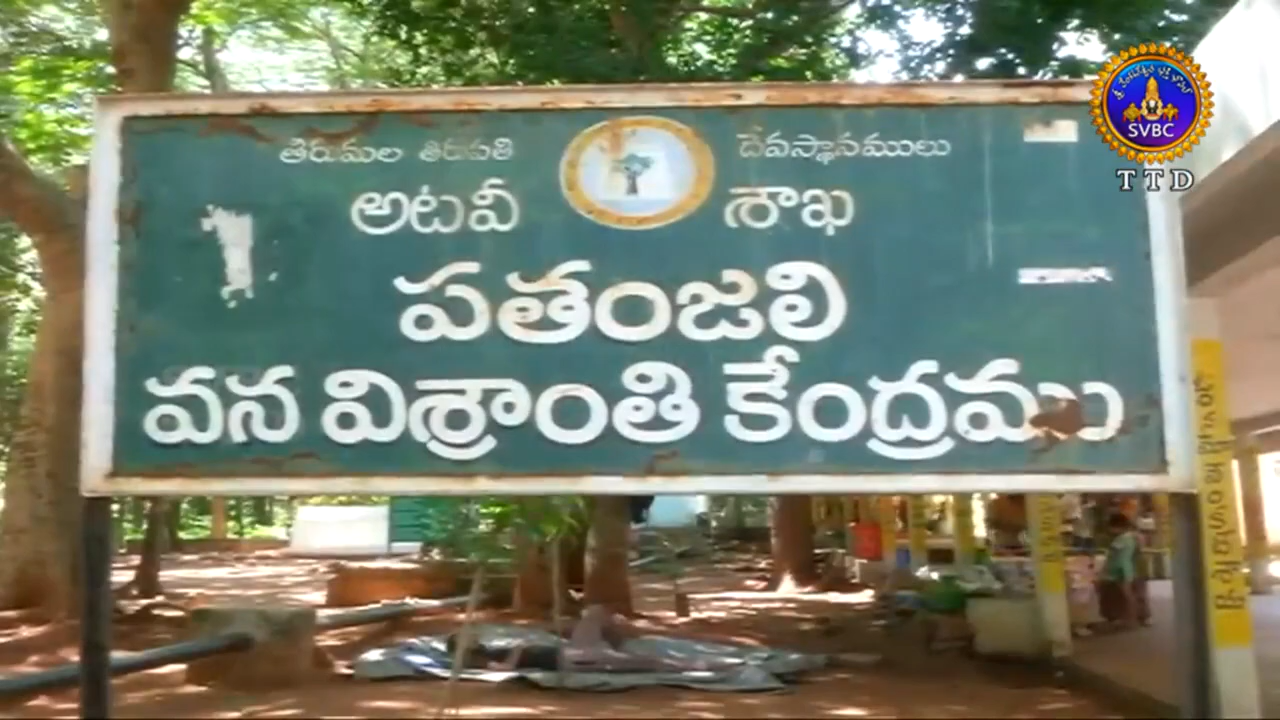 తిరుమల తిరుపతి దేవస్థానములు
అటవీ శాఖ
పతంజలి
వన విశ్రాంతి కేంద్రము
SVBC
TTD